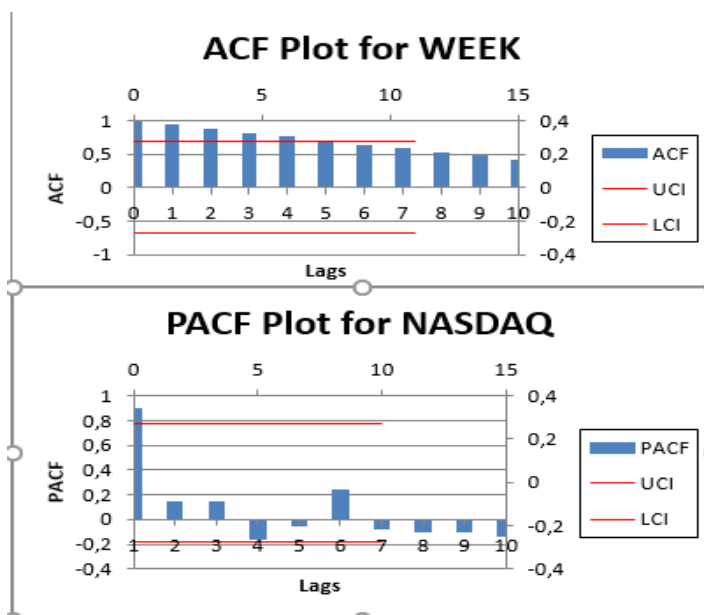 ACF Plot for WEEK
0 5 10 15
1 0,4
0,5 0,2
0 0
-0,5 -0,2
-1 -0,4
0 1 2 3 4 5 6 7 8 9 10
ACF
Lags
ACF
UCI
LCI
PACF Plot for NASDAQ
0 5 10 15
1 0,4
0,8
0,6 0,2
0,4
0,2 0
0
-0,2 -0,2
-0,4 -0,4
1 2 3 4 5 6 7 8 9 10
PACF
Lags
PACF
UCI
LCI